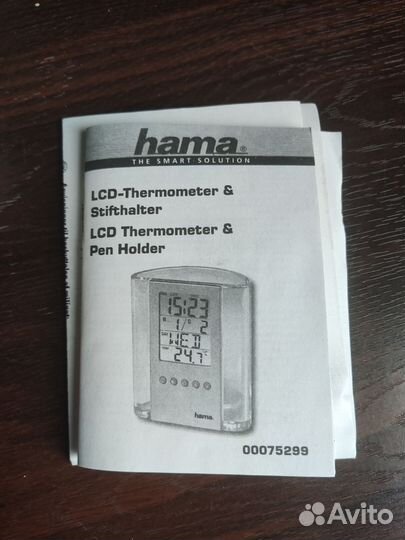 hama®
THE SMART SOLUTION
LCD-Thermometer &
Stifthalter
LCD Thermometer &
Pen Holder
15:23
1/2
WED
24.7
hama.
00075299
Avito